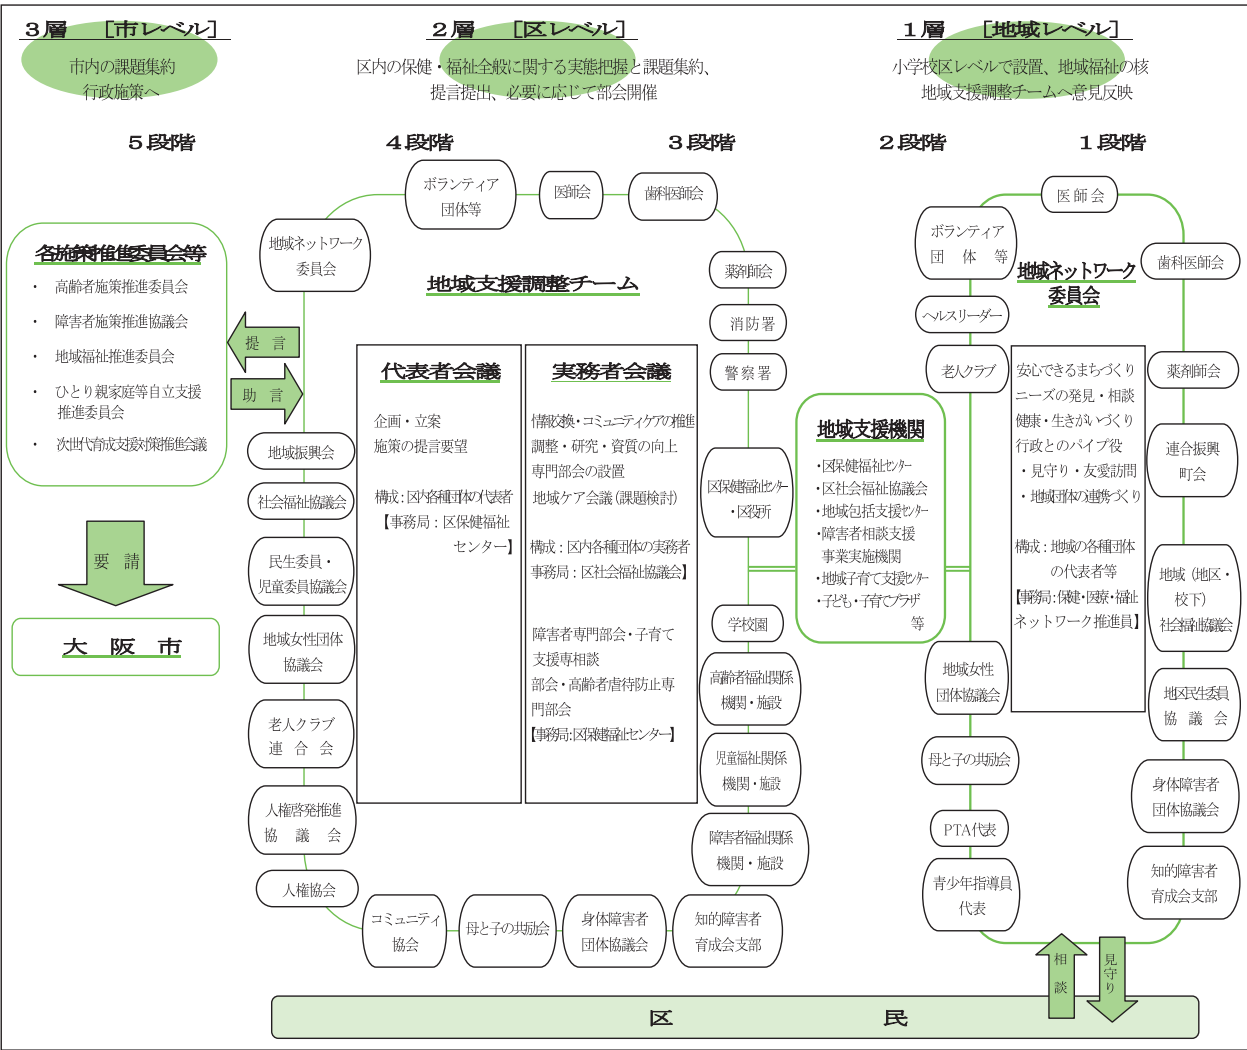 3層　[市レベル]
市内の課題集約
行政施策へ
2層　[区レベル]
区内の保健・福祉全般に関する実態把握と課題集約、
提言提出、必要に応じて部会開催
1層　[地域レベル]
小学校区レベルで設置、地域福祉の核
地域支援調整チームへ意見反映
5段階
4段階
3段階
2段階
1段階
各施策推進委員会等
・　高齢者施策推進委員会
・　障害者施策推進協議会
・　地域福祉推進委員会
・　ひとり親家庭等自立支援
推進委員会
・　次世代育成支援対策推進会議
提言
助言
要請
大　阪　市
地域支援調整チーム
ボランティア
団体等
医師会
歯科医師会
地域ネットワーク
委員会
薬剤師会
消防署
警察署
区保健福祉センター
・区役所
学校園
高齢者福祉関係
機関・施設
児童福祉関係
機関・施設
障害者福祉関係
機関・施設
知的障害者
育成会支部
身体障害者
団体協議会
母と子の共励会
コミュニティ
協会
人権協会
人権啓発推進
協　議　会
老人クラブ
連　合　会
地域女性団体
協議会
民生委員・
児童委員協議会
社会福祉協議会
地域振興会
代表者会議
企画・立案
施策の提言要望
構成：区内各種団体の代表者
【事務局：区保健福祉
センター】
実務者会議
情報交換・コミュニティケアの推進
調整・研究・資質の向上
専門部会の設置
地域ケア会議（課題検討）
構成：区内各種団体の実務者
事務局：区社会福祉協議会】
障害者専門部会・子育て
支援専相談
部会・高齢者虐待防止専
門部会
【事務局:区保健福祉センター】
地域支援機関
・区保健福祉センター
・区社会福祉協議会
・地域包括支援センター
・障害者相談支援
事業実施機関
・地域子育て支援センター
・子ども・子育てプラザ
等
地域ネットワーク
委員会
医師会
ボランティア
団　体　等
歯科医師会
ヘルスリーダー
老人クラブ
薬剤師会
連合振興
町会
地域（地区・
校下）
社会福祉協議会
地区民生委員
協　議　会
身体障害者
団体協議会
知的障害者
育成会支部
地域女性
団体協議会
母と子の共励会
PTA代表
青少年指導員
代表
安心できるまちづくり
ニーズの発見・相談
健康・生きがいづくり
行政とのパイプ役
・見守り・友愛訪問
・地域団体の連携づくり
構成：地域の各種団体
の代表者等
【事務局:保健・医療・福祉
ネットワーク推進員】
相談
見守り
区　　　民